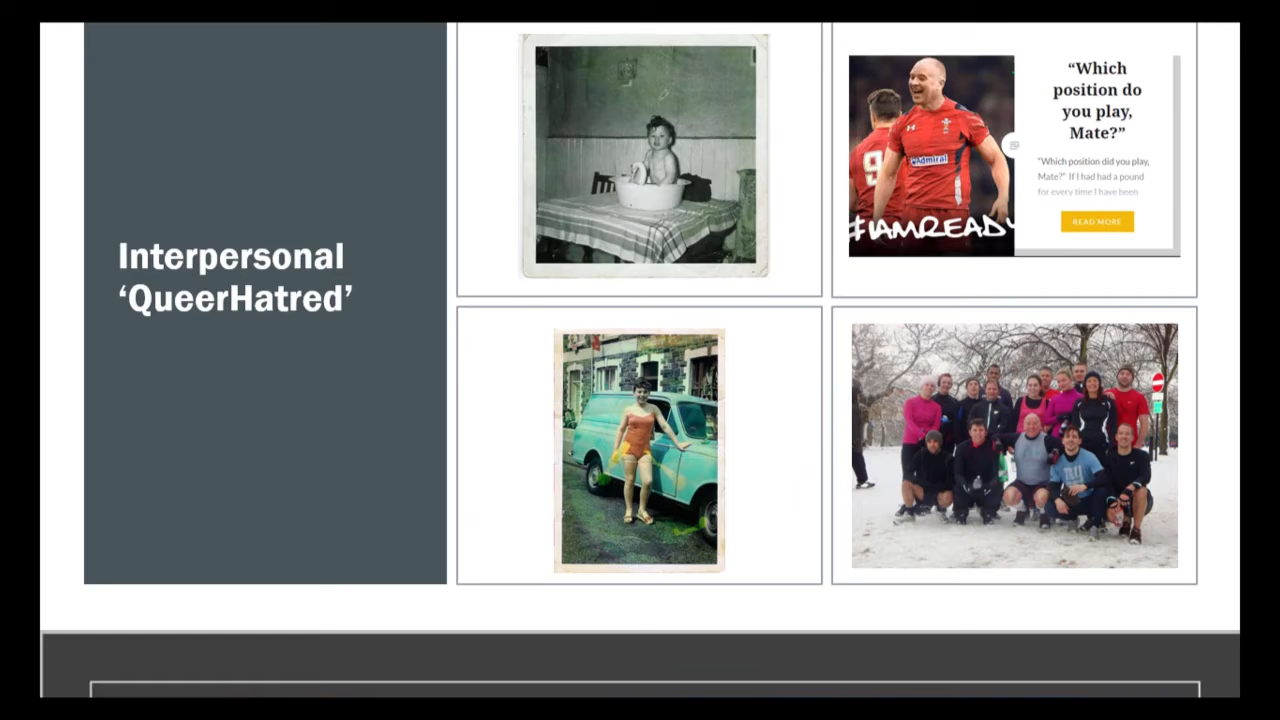 Interpersonal
‘QueerHatred’
“Which
position do
you play,
Mate?”
“Which position did you play,
Mate?” If I had had a pound
for every time I have been
READ MORE
9
Admiral
#IAMREADY